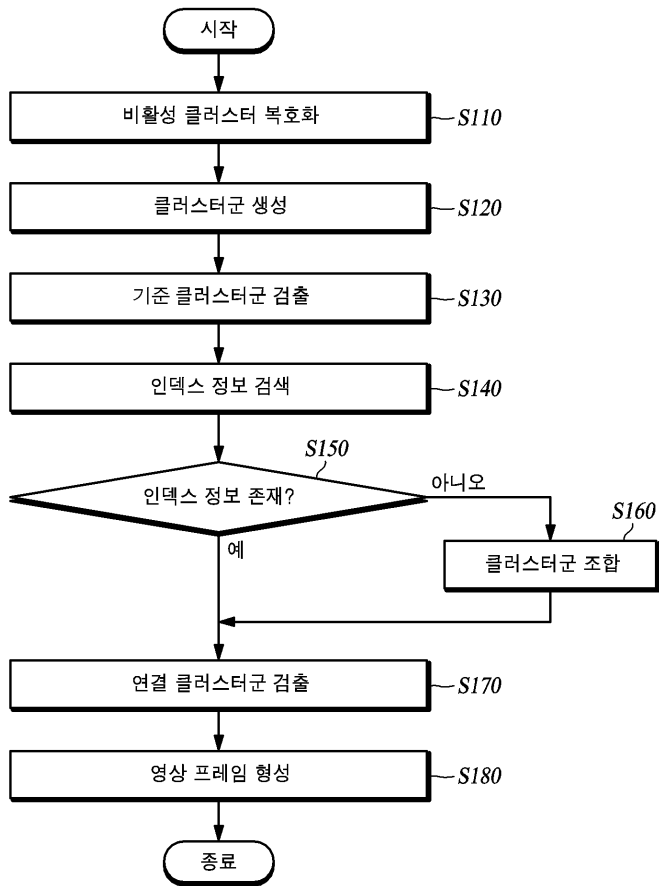 시작
비활성 클러스터 복호화
S110
클러스터군 생성
S120
기준 클러스터군 검출
S130
인덱스 정보 검색
S140
S150
인덱스 정보 존재?
아니오
예
S160
클러스터군 조합
연결 클러스터군 검출
S170
영상 프레임 형성
S180
종료